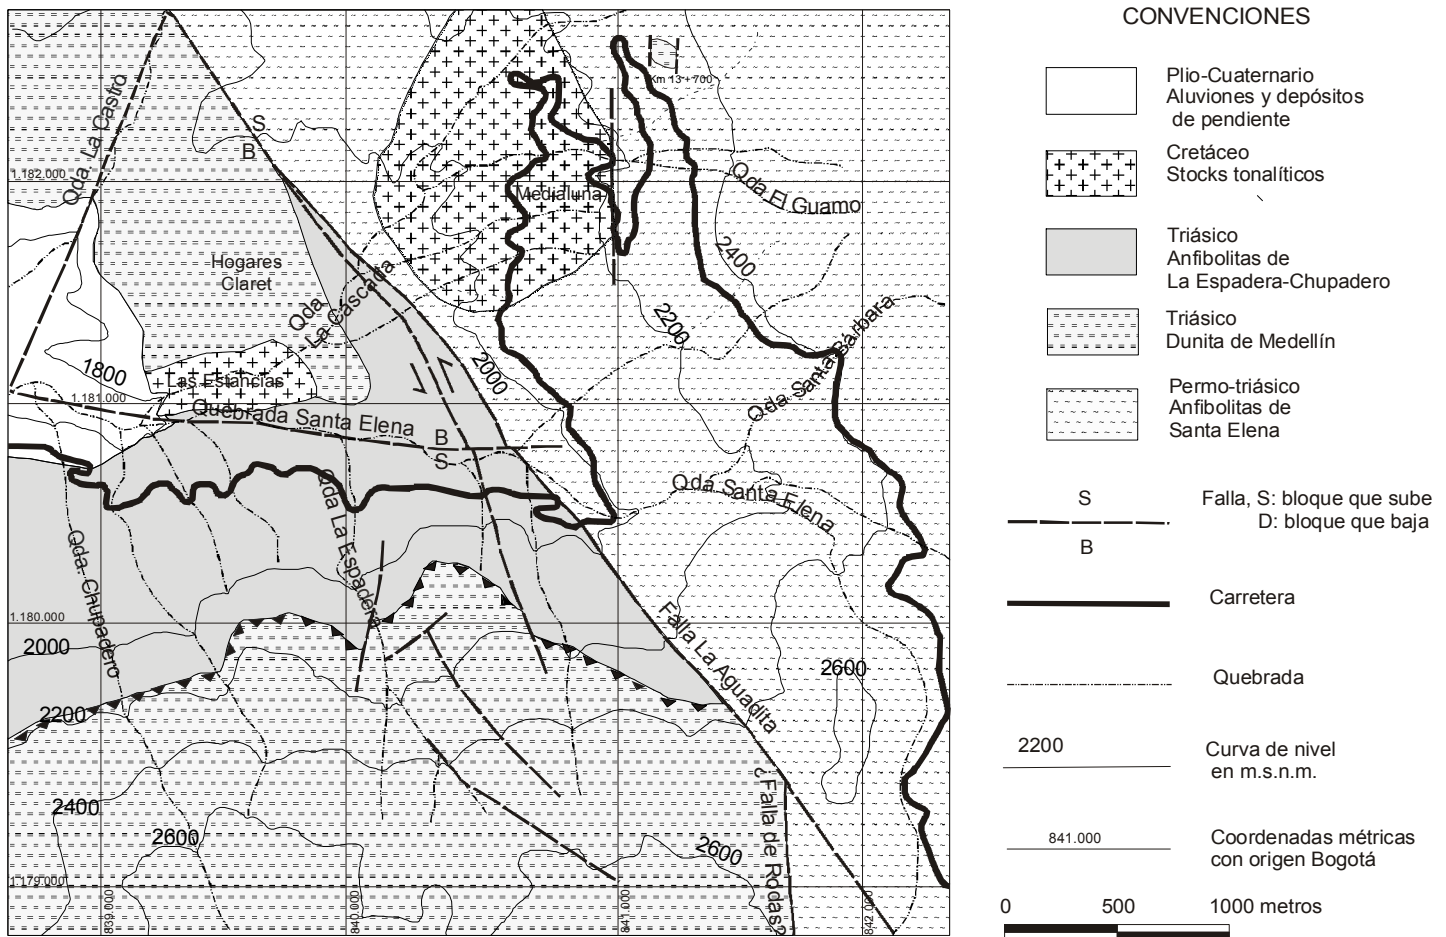 CONVENCIONES
Plio-Cuaternario
Aluviones y depósitos
de pendiente
Cretáceo
Stocks tonalíticos
Triásico
Anfibolitas de
La Espadera-Chupadero
Triásico
Dunita de Medellín
Permo-triásico
Anfibolitas de
Santa Elena
S
B
Falla, S: bloque que sube
D: bloque que baja
Carretera
Quebrada
2200
Curva de nivel
en m.s.n.m.
841.000
Coordenadas métricas
con origen Bogotá
0 500 1000 metros
Km 13+700
Qda. La Castro
S
B
1.182.000
Medialuna
Qda El Guamo
Hogares
Claret
Qda
La Cascada
2400
2200
2000
Qda Santa Bárbara
1800
Las Estancias
1.181.000
Quebrada Santa Elena
B
S
Qda Santa Elena
Qda La Espadera
Qda. Chupadero
1.180.000
2000
Falla La Aguadita
2600
2200
2400
2600
2600
¿Falla de Rodas?
1.179.000
839.000
840.000
841.000
842.000